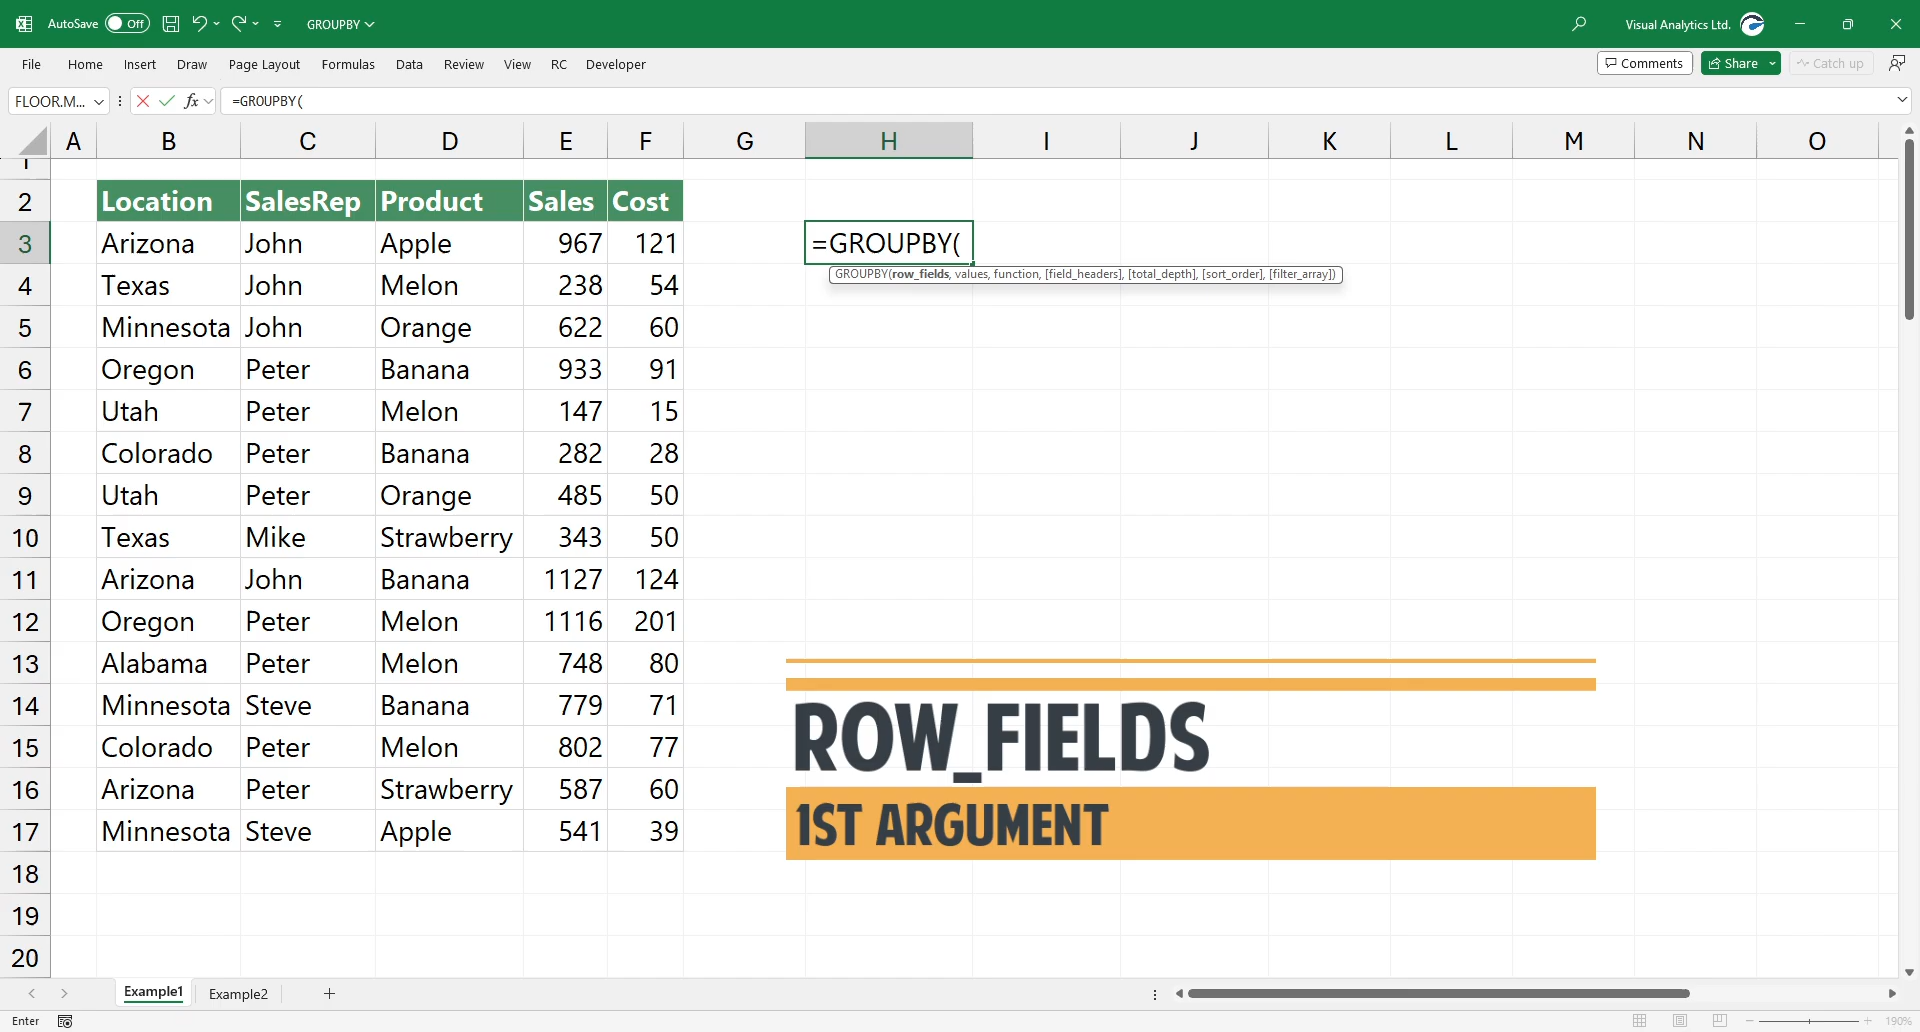 AutoSave Off GROUPBY Visual Analytics Ltd.
File Home Insert Draw Page Layout Formulas Data Review View RC Developer Comments Share Catch up
FLOOR.M... fx =GROUPBY(
A B C D E F G H I J K L M N O
1
2 Location SalesRep Product Sales Cost
3 Arizona John Apple 967 121 =GROUPBY(
GROUPBY(row_fields, values, function, [field_headers], [total_depth], [sort_order], [filter_array])
4 Texas John Melon 238 54
5 Minnesota John Orange 622 60
6 Oregon Peter Banana 933 91
7 Utah Peter Melon 147 15
8 Colorado Peter Banana 282 28
9 Utah Peter Orange 485 50
10 Texas Mike Strawberry 343 50
11 Arizona John Banana 1127 124
12 Oregon Peter Melon 1116 201
13 Alabama Peter Melon 748 80
14 Minnesota Steve Banana 779 71
15 Colorado Peter Melon 802 77
16 Arizona Peter Strawberry 587 60
17 Minnesota Steve Apple 541 39
ROW_FIELDS
1ST ARGUMENT
18
19
20
Example1 Example2
Enter 190%